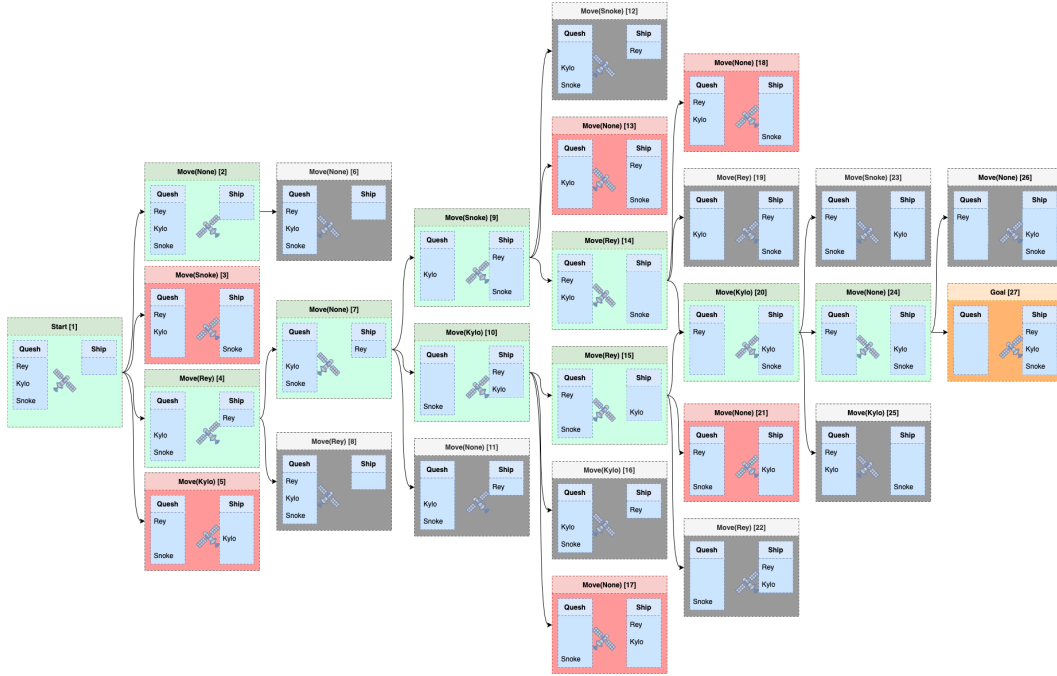 Start [1]
Quesh Ship
Rey
Kylo
Snoke
Move(None) [2]
Quesh Ship
Rey
Kylo
Snoke
Move(Snoke) [3]
Quesh Ship
Rey
Kylo
Snoke
Move(Rey) [4]
Quesh Ship
Rey
Kylo
Snoke
Move(Kylo) [5]
Quesh Ship
Rey
Kylo
Snoke
Move(None) [6]
Quesh Ship
Rey
Kylo
Snoke
Move(None) [7]
Quesh Ship
Rey
Kylo
Snoke
Move(Rey) [8]
Quesh Ship
Rey
Kylo
Snoke
Move(Snoke) [9]
Quesh Ship
Rey
Kylo
Snoke
Move(Kylo) [10]
Quesh Ship
Rey
Kylo
Snoke
Move(None) [11]
Quesh Ship
Rey
Kylo
Snoke
Move(Snoke) [12]
Quesh Ship
Rey
Kylo
Snoke
Move(None) [13]
Quesh Ship
Rey
Kylo
Snoke
Move(Rey) [14]
Quesh Ship
Rey
Kylo
Snoke
Move(Rey) [15]
Quesh Ship
Rey
Kylo
Snoke
Move(Kylo) [16]
Quesh Ship
Rey
Kylo
Snoke
Move(None) [17]
Quesh Ship
Rey
Kylo
Snoke
Move(None) [18]
Quesh Ship
Rey
Kylo
Snoke
Move(Rey) [19]
Quesh Ship
Rey
Kylo
Snoke
Move(Kylo) [20]
Quesh Ship
Rey
Kylo
Snoke
Move(None) [21]
Quesh Ship
Rey
Kylo
Snoke
Move(Rey) [22]
Quesh Ship
Rey
Kylo
Snoke
Move(Snoke) [23]
Quesh Ship
Rey
Kylo
Snoke
Move(None) [24]
Quesh Ship
Rey
Kylo
Snoke
Move(Kylo) [25]
Quesh Ship
Rey
Kylo
Snoke
Move(None) [26]
Quesh Ship
Rey
Kylo
Snoke
Goal [27]
Quesh Ship
Rey
Kylo
Snoke